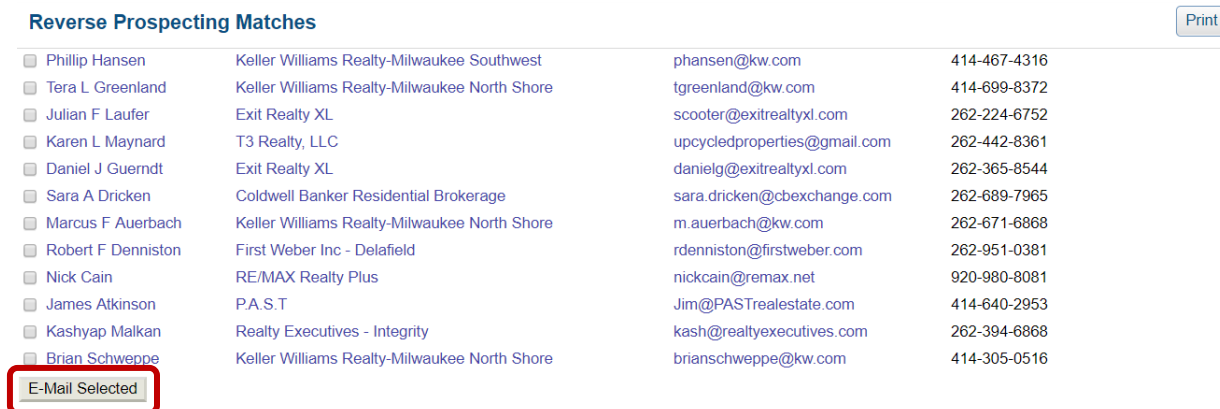 Reverse Prospecting Matches Print
Phillip Hansen Keller Williams Realty-Milwaukee Southwest phansen@kw.com 414-467-4316
Tera L Greenland Keller Williams Realty-Milwaukee North Shore tgreenland@kw.com 414-699-8372
Julian F Laufer Exit Realty XL scooter@exitrealtyxl.com 262-224-6752
Karen L Maynard T3 Realty, LLC upcycledproperties@gmail.com 262-442-8361
Daniel J Guerndt Exit Realty XL danielg@exitrealtyxl.com 262-365-8544
Sara A Dricken Coldwell Banker Residential Brokerage sara.dricken@cbexchange.com 262-689-7965
Marcus F Auerbach Keller Williams Realty-Milwaukee North Shore m.auerbach@kw.com 262-671-6868
Robert F Denniston First Weber Inc - Delafield rdenniston@firstweber.com 262-951-0381
Nick Cain RE/MAX Realty Plus nickcain@remax.net 920-980-8081
James Atkinson P.A.S.T Jim@PASTrealestate.com 414-640-2953
Kashyap Malkan Realty Executives - Integrity kash@realtyexecutives.com 262-394-6868
Brian Schweppe Keller Williams Realty-Milwaukee North Shore brianschweppe@kw.com 414-305-0516
E-Mail Selected